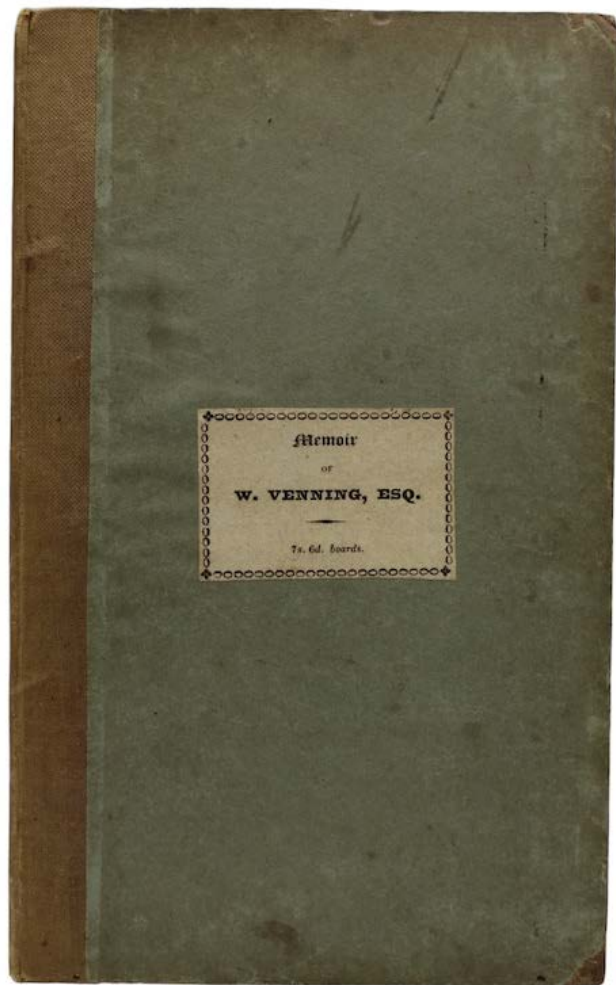 Memoir
OF
W. VENNING, ESQ.
7s. 6d. boards.